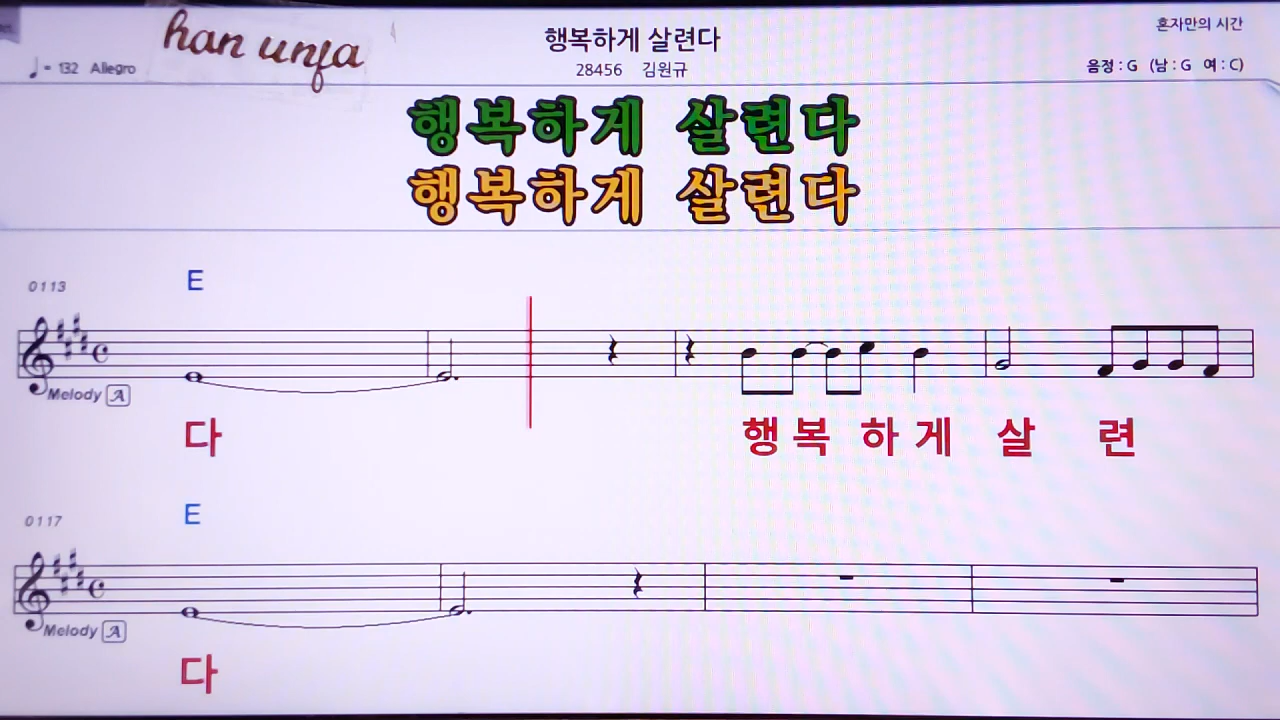 han unfa
행복하게 살련다
혼자만의 시간
♩= 132 Allegro
28456 김원규
음정 : G (남 : G 여 : C)
행복하게 살련다
행복하게 살련다
0113
E
Melody A
다 행 복 하 게 살 련
0117
E
Melody A
다